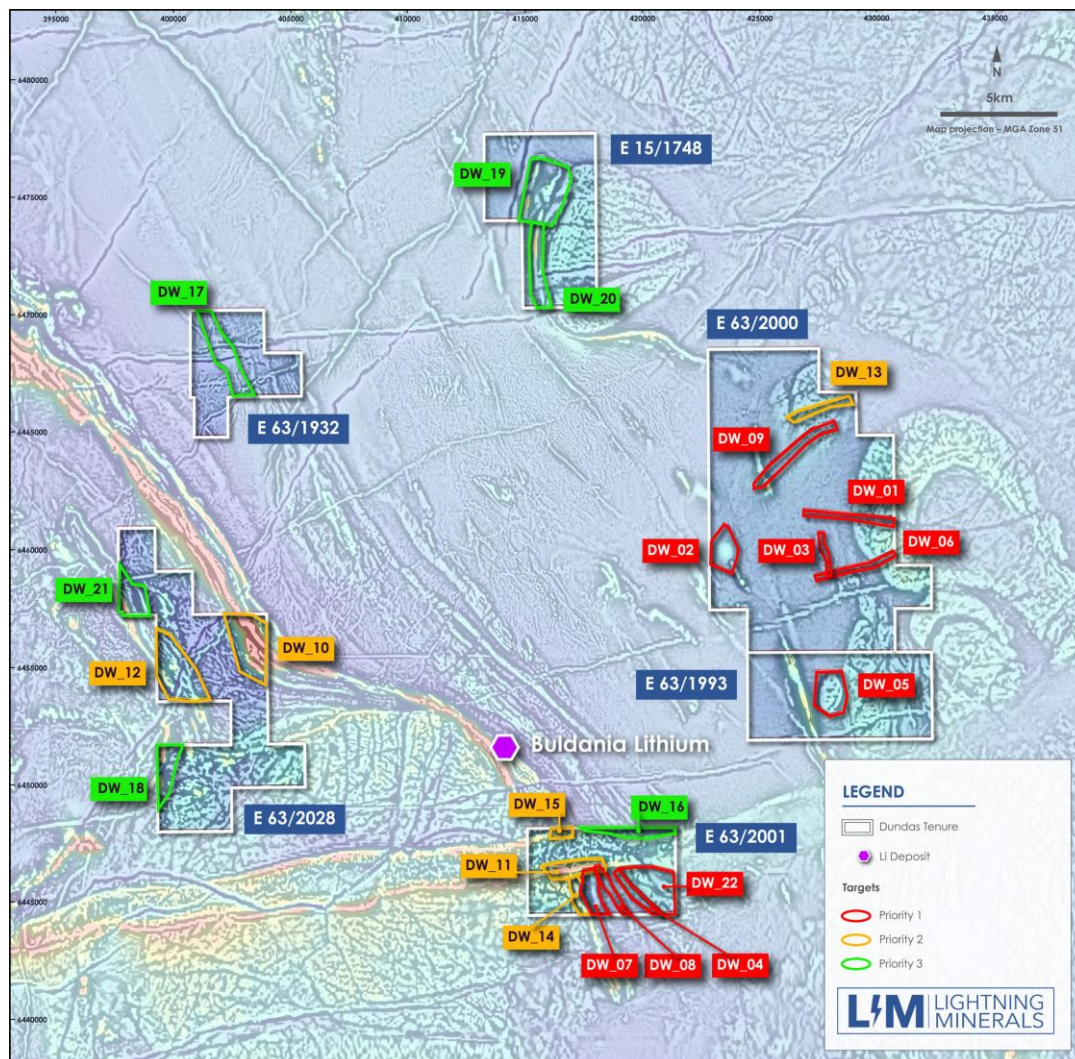 395000
400000
405000
410000
415000
420000
425000
430000
435000
6480000
N
5km
Map projection – MGA Zone 51
E 15/1748
DW_19
6475000
DW_17
DW_20
6470000
E 63/2000
DW_13
E 63/1932
6465000
DW_09
DW_01
DW_02
DW_03
DW_06
6460000
DW_21
DW_10
DW_12
6455000
E 63/1993
DW_05
Buldania Lithium
DW_18
6450000
E 63/2028
DW_15
DW_16
E 63/2001
DW_11
DW_22
6445000
DW_14
DW_07
DW_08
DW_04
6440000
LEGEND
Dundas Tenure
Li Deposit
Targets
Priority 1
Priority 2
Priority 3
LM LIGHTNING
MINERALS